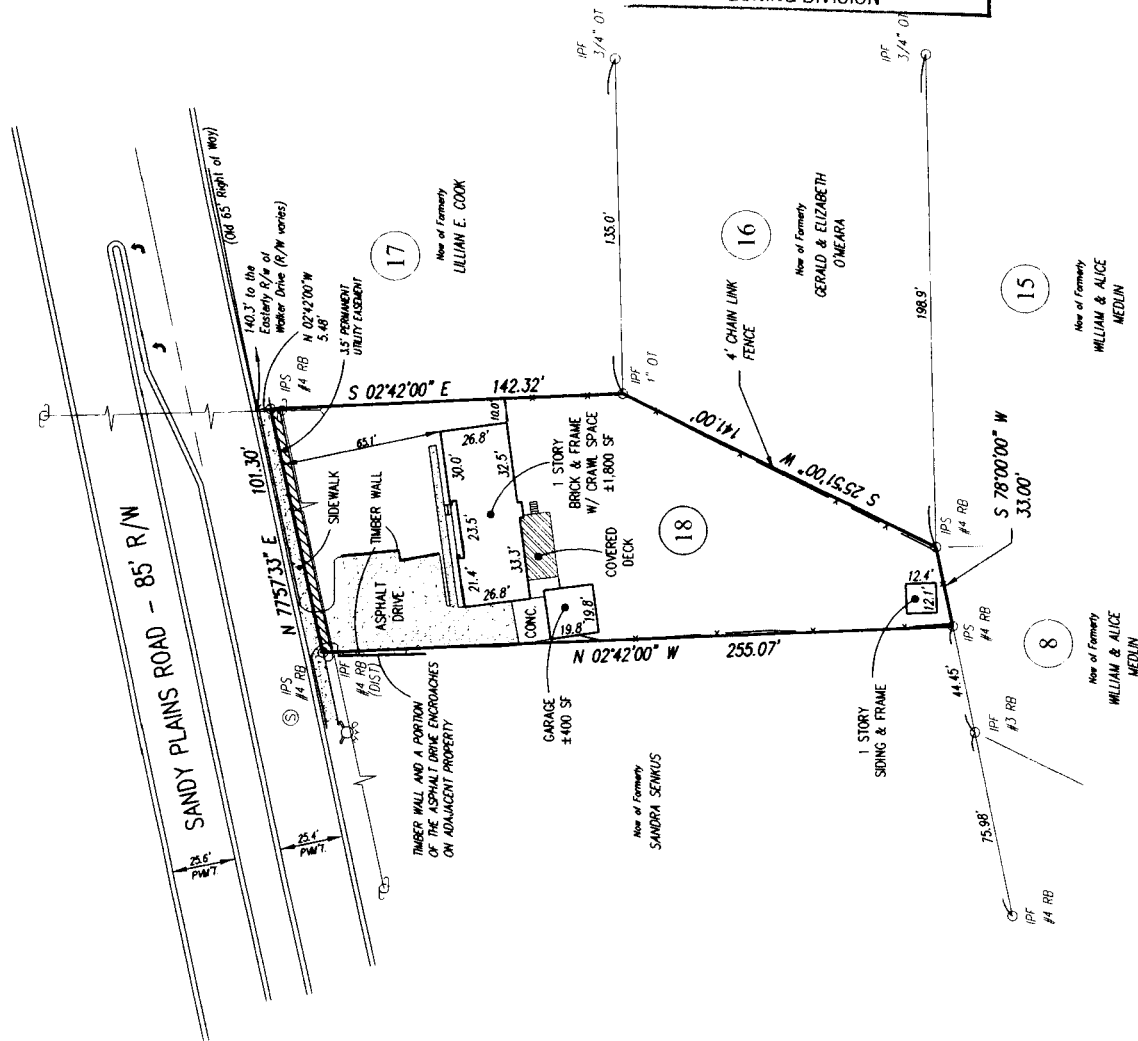 ZONING DIVISION
IPF
3/4" OT
IPF
3/4" OT
SANDY PLAINS ROAD - 85' R/W
25.6'
PVM'T.
25.4'
PVM'T.
(Old 65' Right of Way)
140.3' to the
Easterly R/W of
Walker Drive (R/W varies)
N 02°42'00" W
5.48'
3.5' PERMANENT
UTILITY EASEMENT
IPS
#4 RB
N 77°57'33" E 101.30'
17
Now of Formerly
LILLIAN E. COOK
S 02°42'00" E 142.32'
IPF
1" OT
135.0'
16
Now of Formerly
GERALD & ELIZABETH
O'MEARA
4' CHAIN LINK
FENCE
198.9'
15
Now of Formerly
WILLIAM & ALICE
MEDLIN
SIDEWALK
TIMBER WALL
ASPHALT
DRIVE
65.1'
26.8'
10.0'
30.0'
23.5'
21.4'
32.5'
33.3'
26.8'
1 STORY
BRICK & FRAME
W/ CRAWL SPACE
±1,800 SF
COVERED
DECK
CONC.
19.8'
19.8'
18
S 25°51'00" W 141.00'
S 78°00'00" W
33.00'
IPS
#4 RB
12.4'
12.1'
IPS
#4 RB
N 02°42'00" W 255.07'
S
IPS
#4 RB
IPF
#4 RB
(DIST)
TIMBER WALL AND A PORTION
OF THE ASPHALT DRIVE ENCROACHES
ON ADAJACENT PROPERTY
GARAGE
±400 SF
Now of Formerly
SANDRA SENKUS
1 STORY
SIDING & FRAME
44.45'
IPF
#3 RB
75.98'
IPF
#4 RB
8
Now of Formerly
WILLIAM & ALICE
MEDLIN